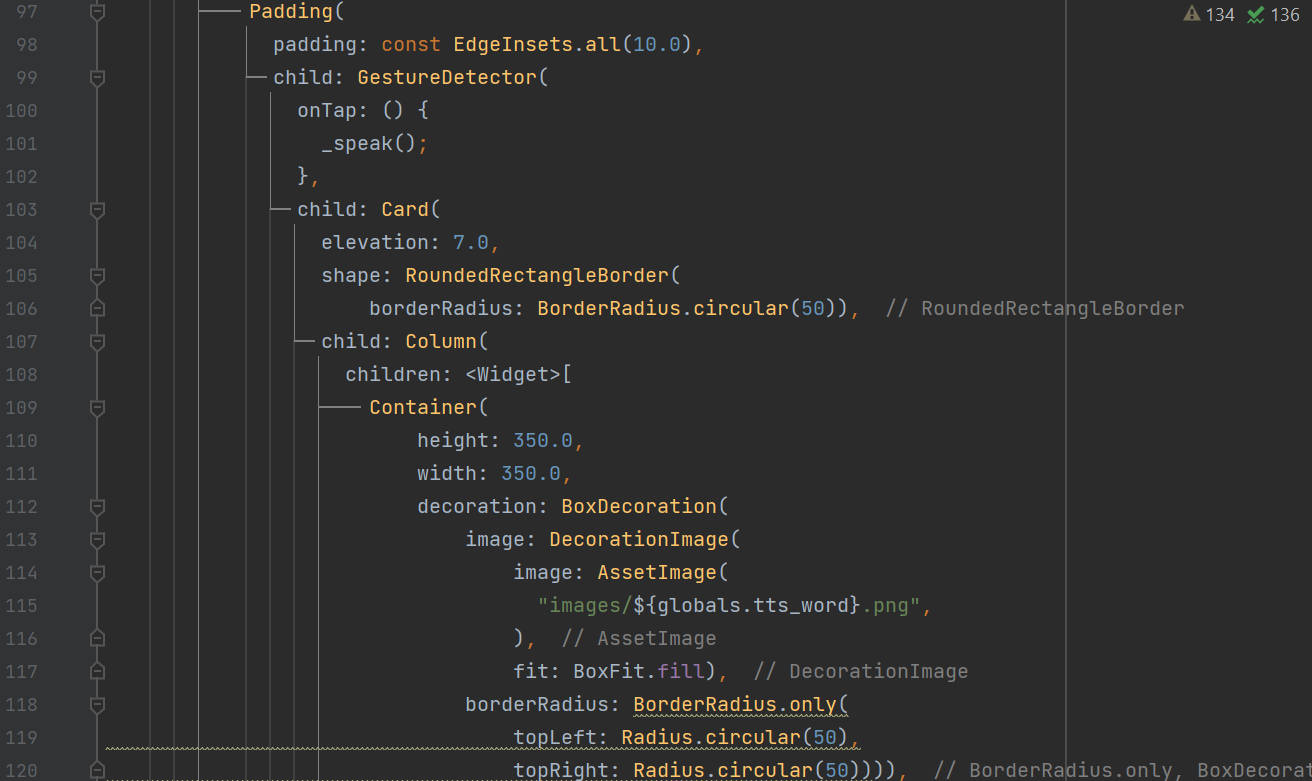 134 136
97 Padding(
98 padding: const EdgeInsets.all(10.0),
99 child: GestureDetector(
100 onTap: () {
101 _speak();
102 },
103 child: Card(
104 elevation: 7.0,
105 shape: RoundedRectangleBorder(
106 borderRadius: BorderRadius.circular(50)), // RoundedRectangleBorder
107 child: Column(
108 children: <Widget>[
109 Container(
110 height: 350.0,
111 width: 350.0,
112 decoration: BoxDecoration(
113 image: DecorationImage(
114 image: AssetImage(
115 "images/${globals.tts_word}.png",
116 ), // AssetImage
117 fit: BoxFit.fill), // DecorationImage
118 borderRadius: BorderRadius.only(
119 topLeft: Radius.circular(50),
120 topRight: Radius.circular(50)))), // BorderRadius.only, BoxDecorat